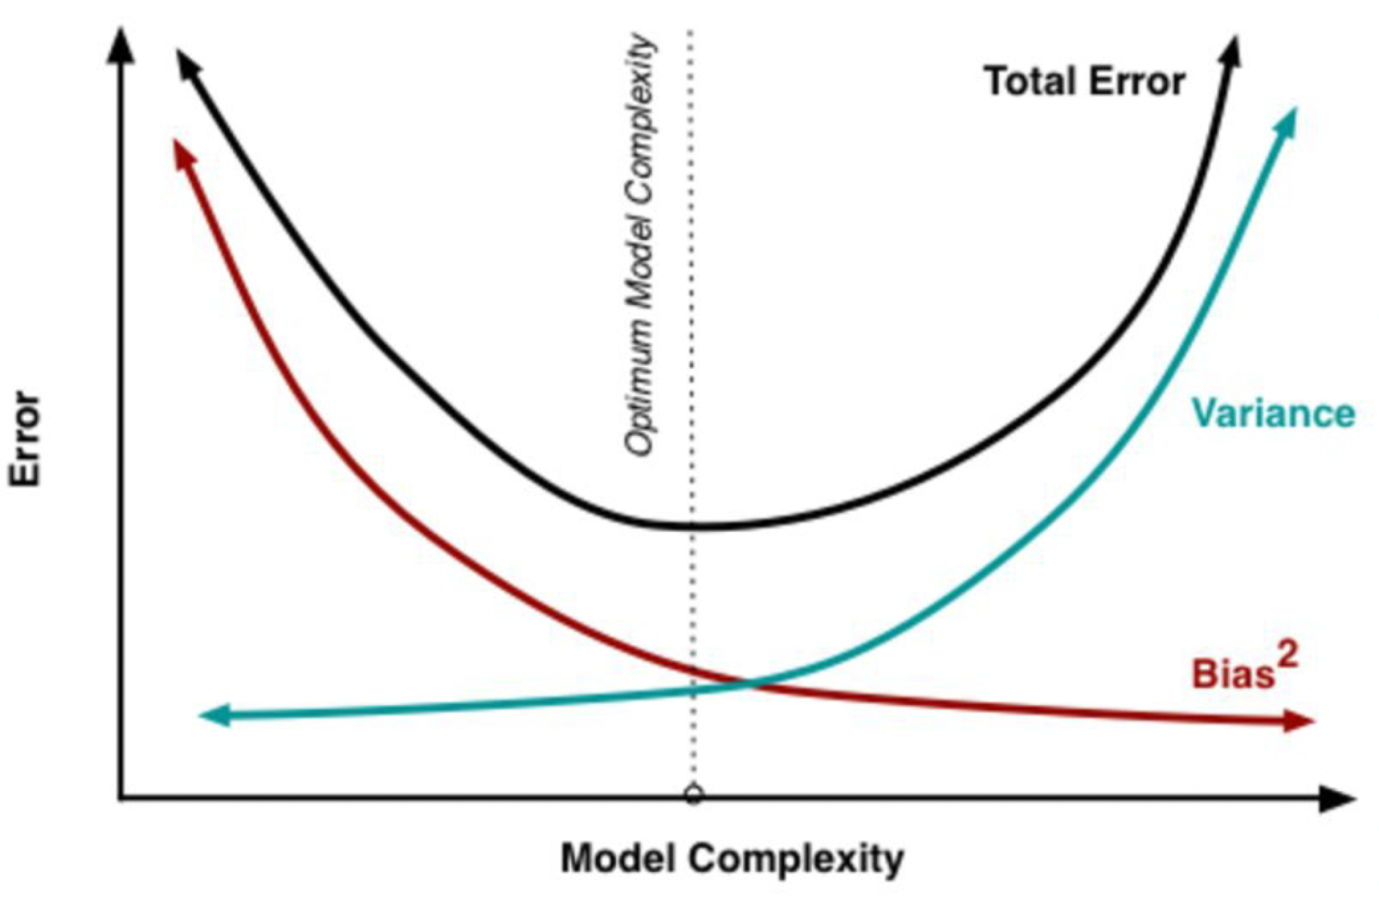 Optimum Model Complexity
Total Error
Variance
Error
Bias²
Model Complexity